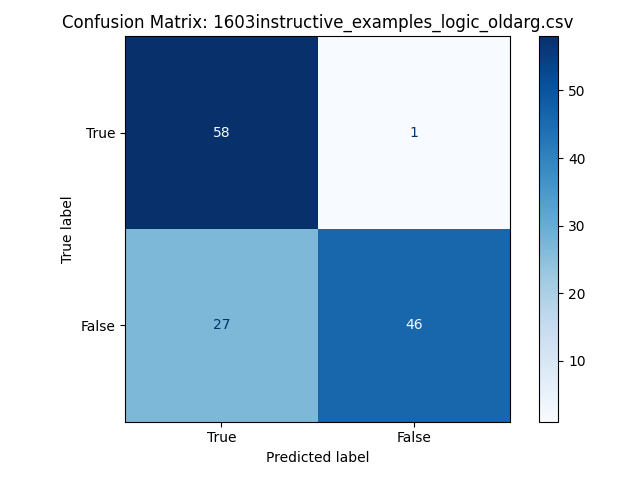 Confusion Matrix: 1603instructive_examples_logic_oldarg.csv
True label
True
False
58
1
27
46
True
False
Predicted label
50
40
30
20
10